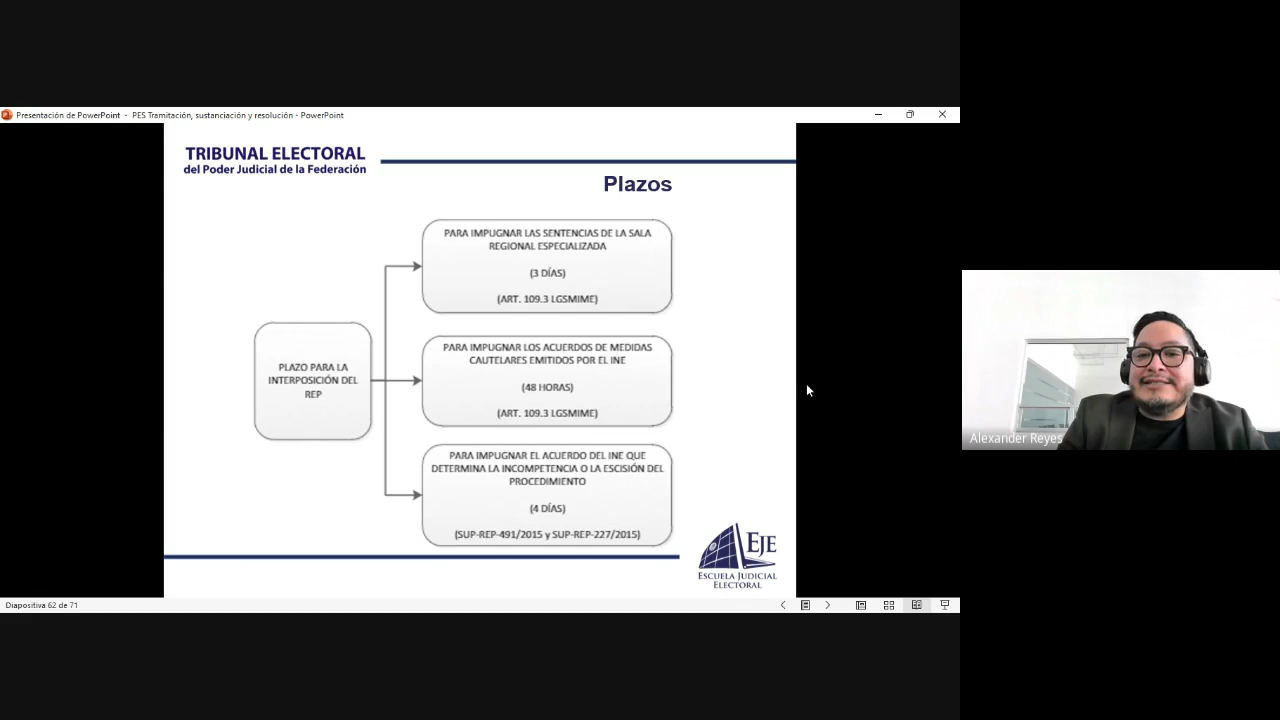 Presentación de PowerPoint - PES Tramitación, sustanciación y resolución - PowerPoint
TRIBUNAL ELECTORAL
del Poder Judicial de la Federación
Plazos
PLAZO PARA LA
INTERPOSICIÓN DEL
REP
PARA IMPUGNAR LAS SENTENCIAS DE LA SALA
REGIONAL ESPECIALIZADA
(3 DÍAS)
(ART. 109.3 LGSMIME)
PARA IMPUGNAR LOS ACUERDOS DE MEDIDAS
CAUTELARES EMITIDOS POR EL INE
(48 HORAS)
(ART. 109.3 LGSMIME)
PARA IMPUGNAR EL ACUERDO DEL INE QUE
DETERMINA LA INCOMPETENCIA O LA ESCISIÓN DEL
PROCEDIMIENTO
(4 DÍAS)
(SUP-REP-491/2015 y SUP-REP-227/2015)
EJE
ESCUELA JUDICIAL
ELECTORAL
Diapositiva 62 de 71
Alexander Reyes